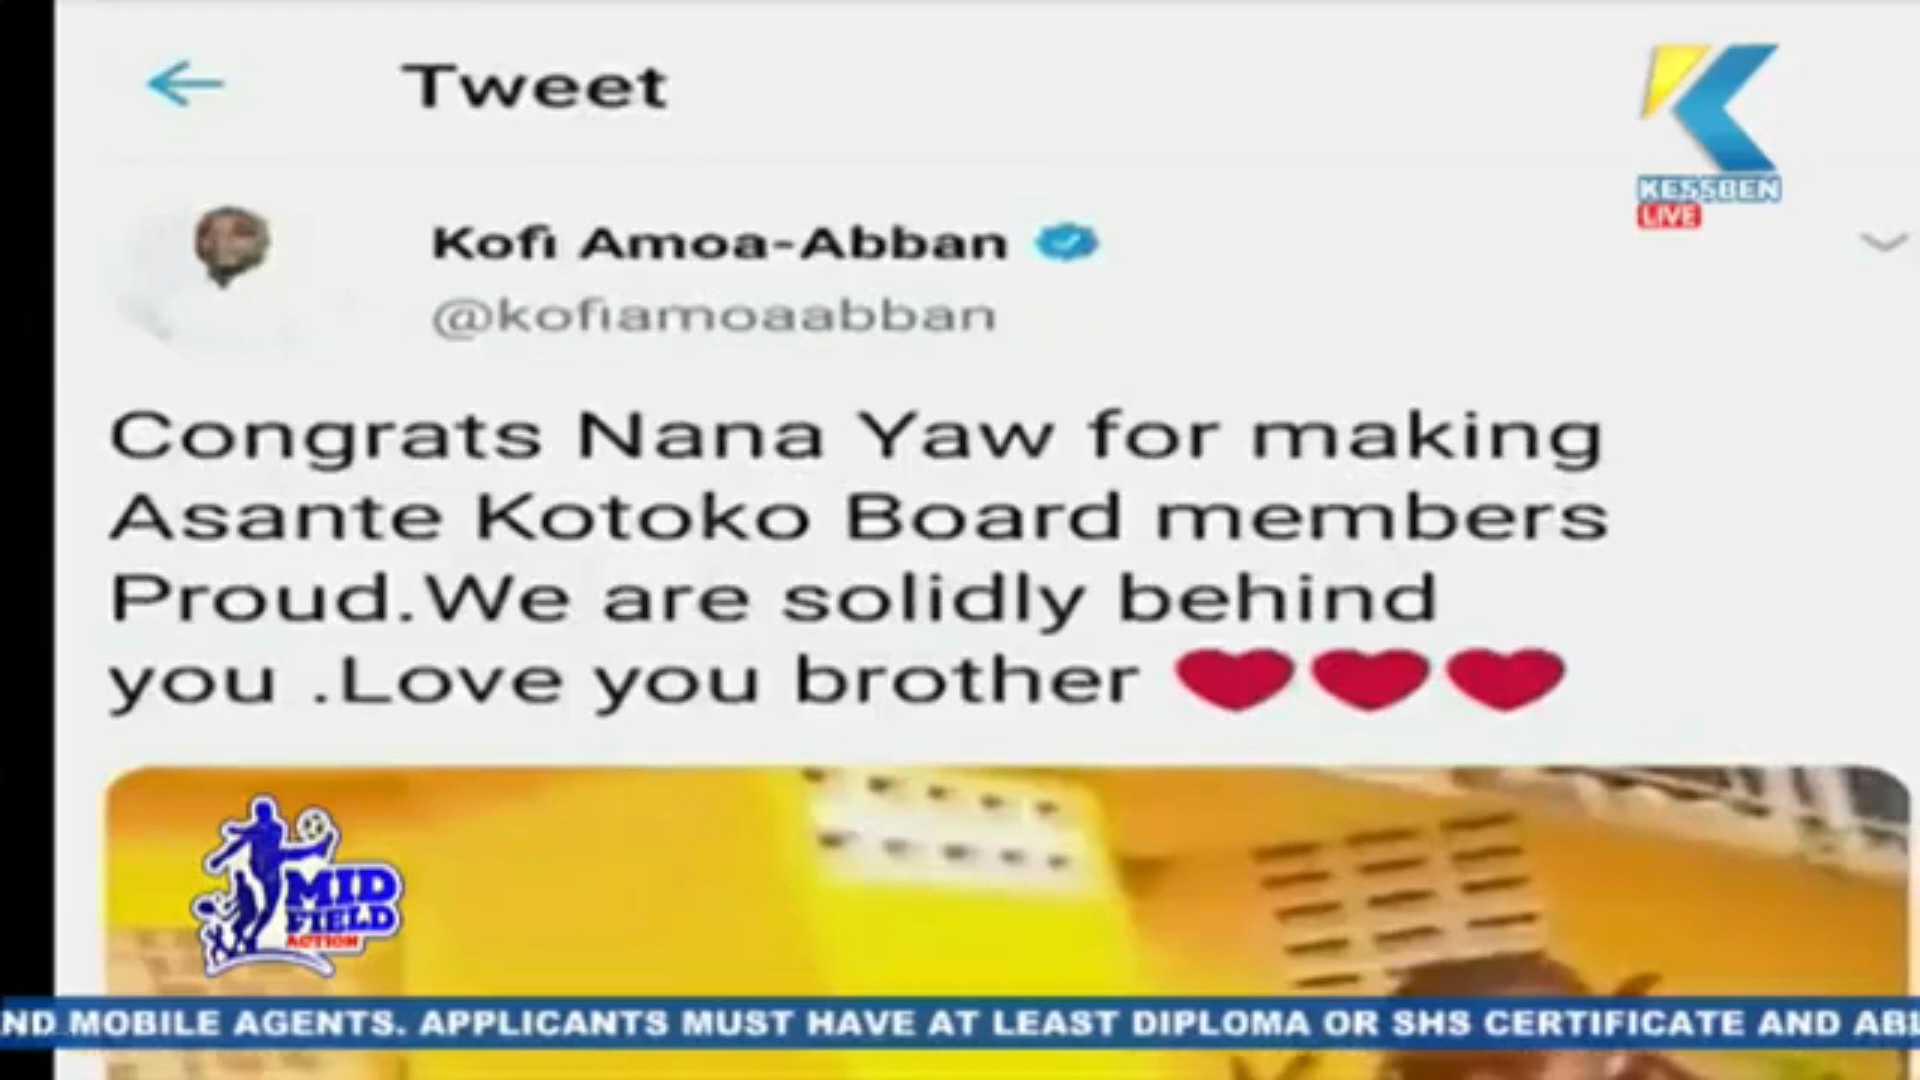 Tweet
KESSBEN
LIVE
Kofi Amoa-Abban
@kofiamoaabban
Congrats Nana Yaw for making
Asante Kotoko Board members
Proud.We are solidly behind
you .Love you brother ❤❤❤
MID
FIELD
ACTION
ND MOBILE AGENTS. APPLICANTS MUST HAVE AT LEAST DIPLOMA OR SHS CERTIFICATE AND ABL